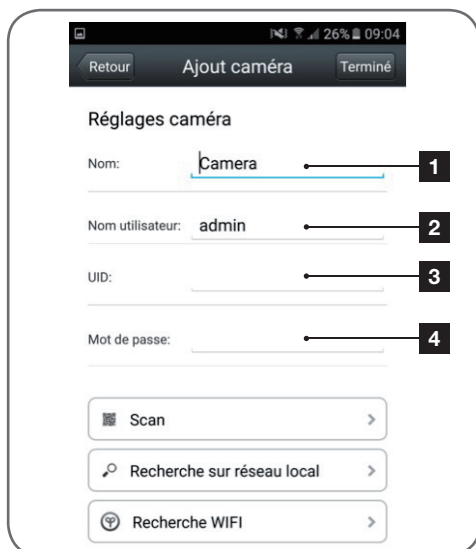 26% 09:04
Retour Ajout caméra Terminé
Réglages caméra
Nom: Camera 1
Nom utilisateur: admin 2
UID: 3
Mot de passe: 4
Scan
Recherche sur réseau local
Recherche WIFI